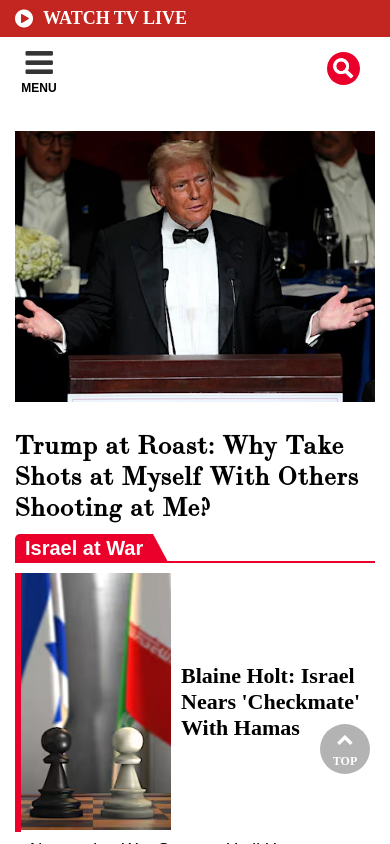 WATCH TV LIVE
MENU
Trump at Roast: Why Take
Shots at Myself With Others
Shooting at Me?
Israel at War
Blaine Holt: Israel
Nears 'Checkmate'
With Hamas
TOP